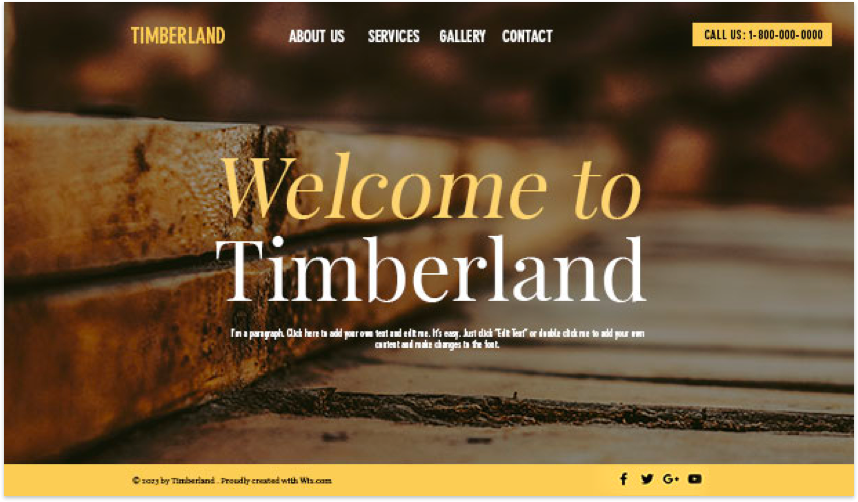 TIMBERLAND ABOUT US SERVICES GALLERY CONTACT CALL US: 1-800-000-0000
Welcome to
Timberland
I'm a paragraph. Click here to add your own text and edit me. It's easy. Just click "Edit Text" or double click me to add your own
content and make changes to the font.
© 2023 by Timberland . Proudly created with Wix.com